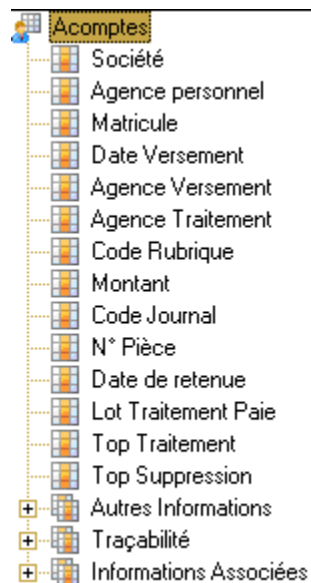 Acomptes
Société
Agence personnel
Matricule
Date Versement
Agence Versement
Agence Traitement
Code Rubrique
Montant
Code Journal
N° Pièce
Date de retenue
Lot Traitement Paie
Top Traitement
Top Suppression
Autres Informations
Traçabilité
Informations Associées